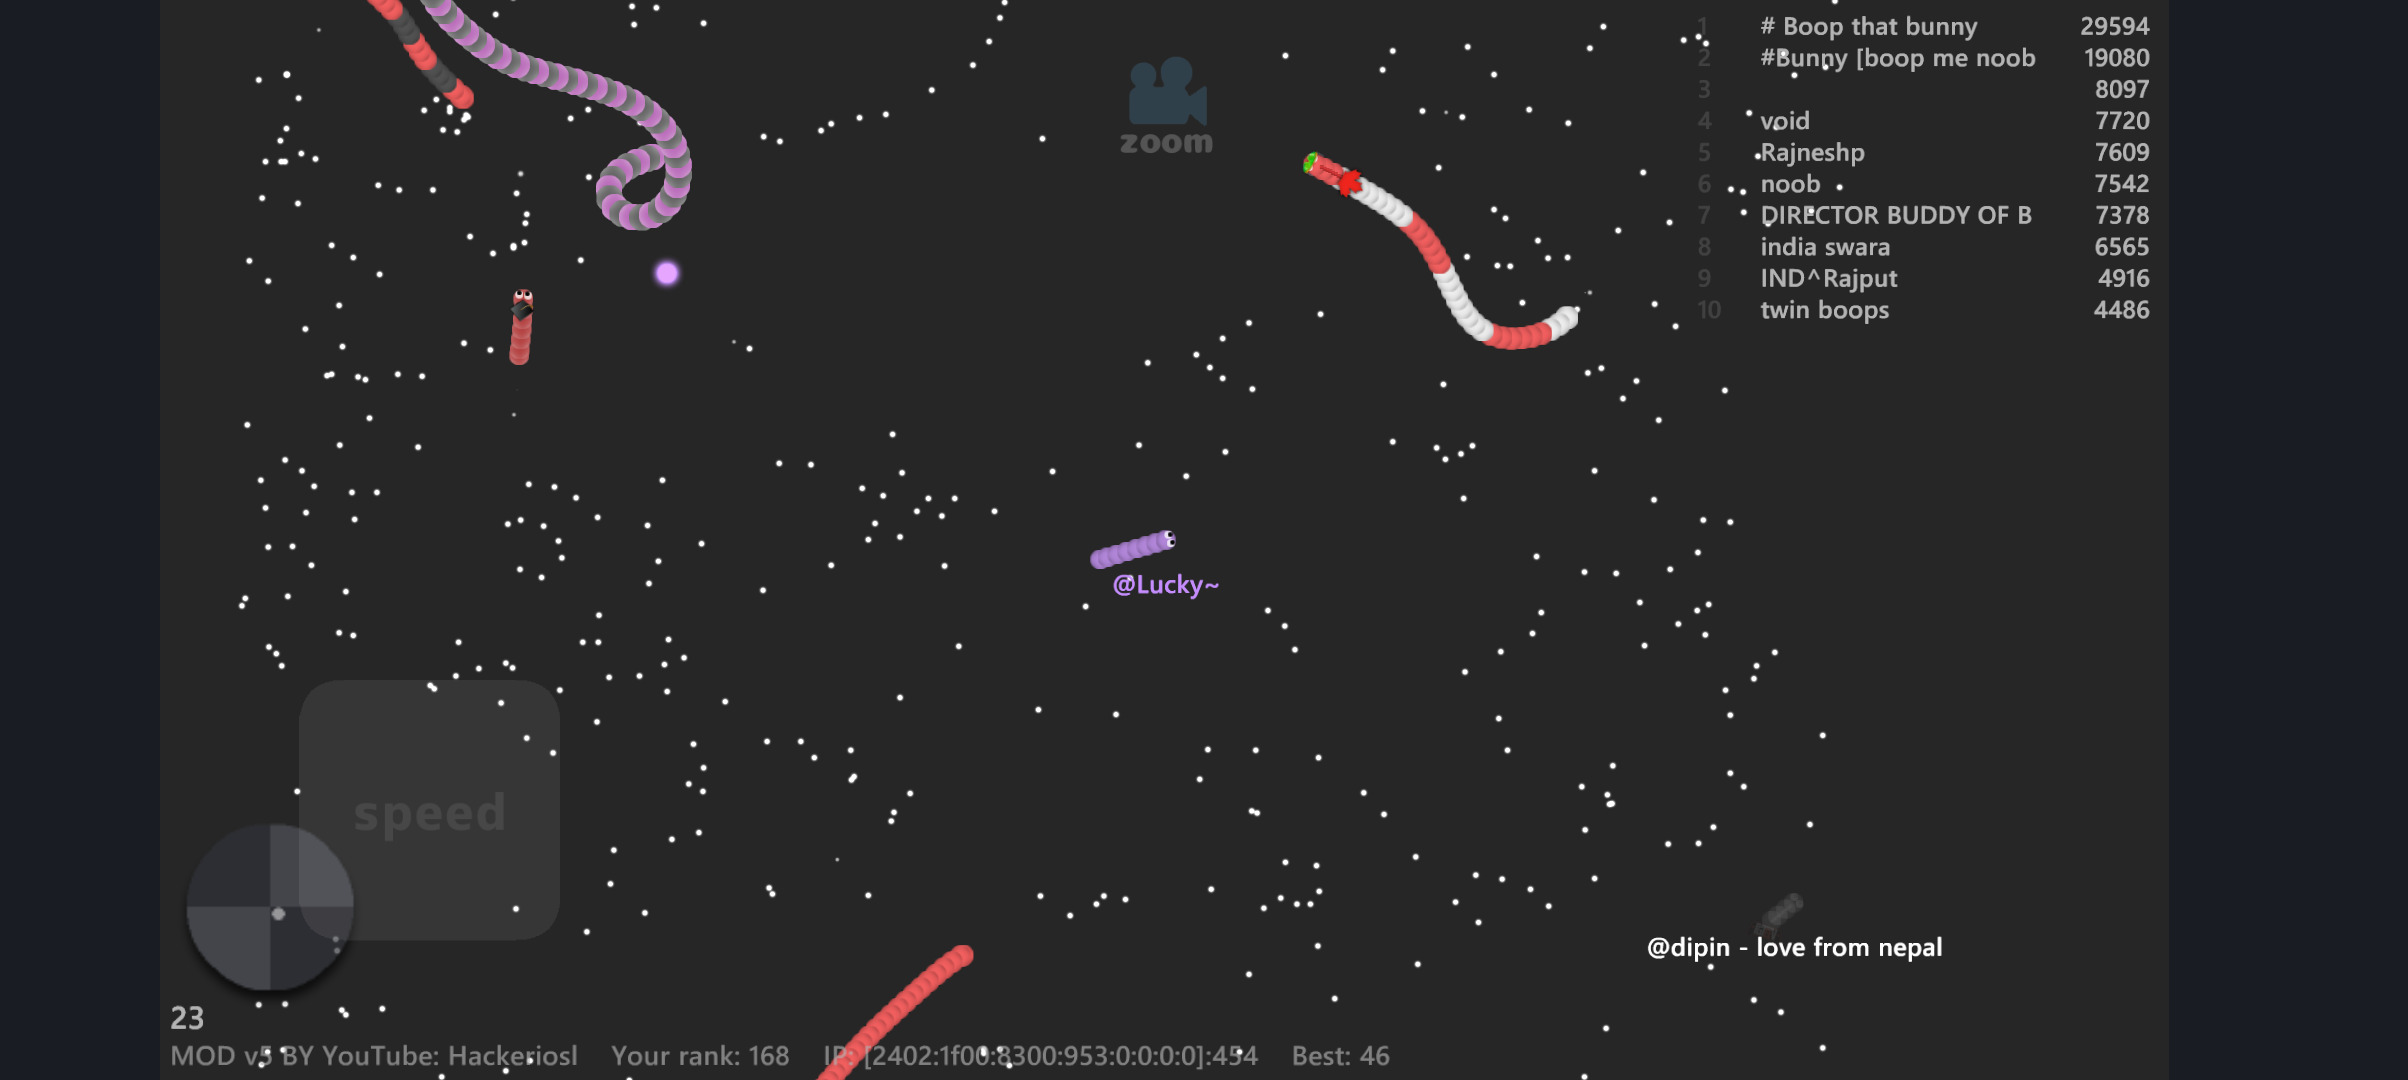 zoom
1 # Boop that bunny 29594
2 #Bunny [boop me noob 19080
3 8097
4 void 7720
5 Rajneshp 7609
6 noob 7542
7 DIRECTOR BUDDY OF B 7378
8 india swara 6565
9 IND^Rajput 4916
10 twin boops 4486
@Lucky~
speed
@dipin - love from nepal
23
MOD v5 BY YouTube: Hackeriosl Your rank: 168 IP: [2402:1f00:8300:953:0:0:0:0]:454 Best: 46